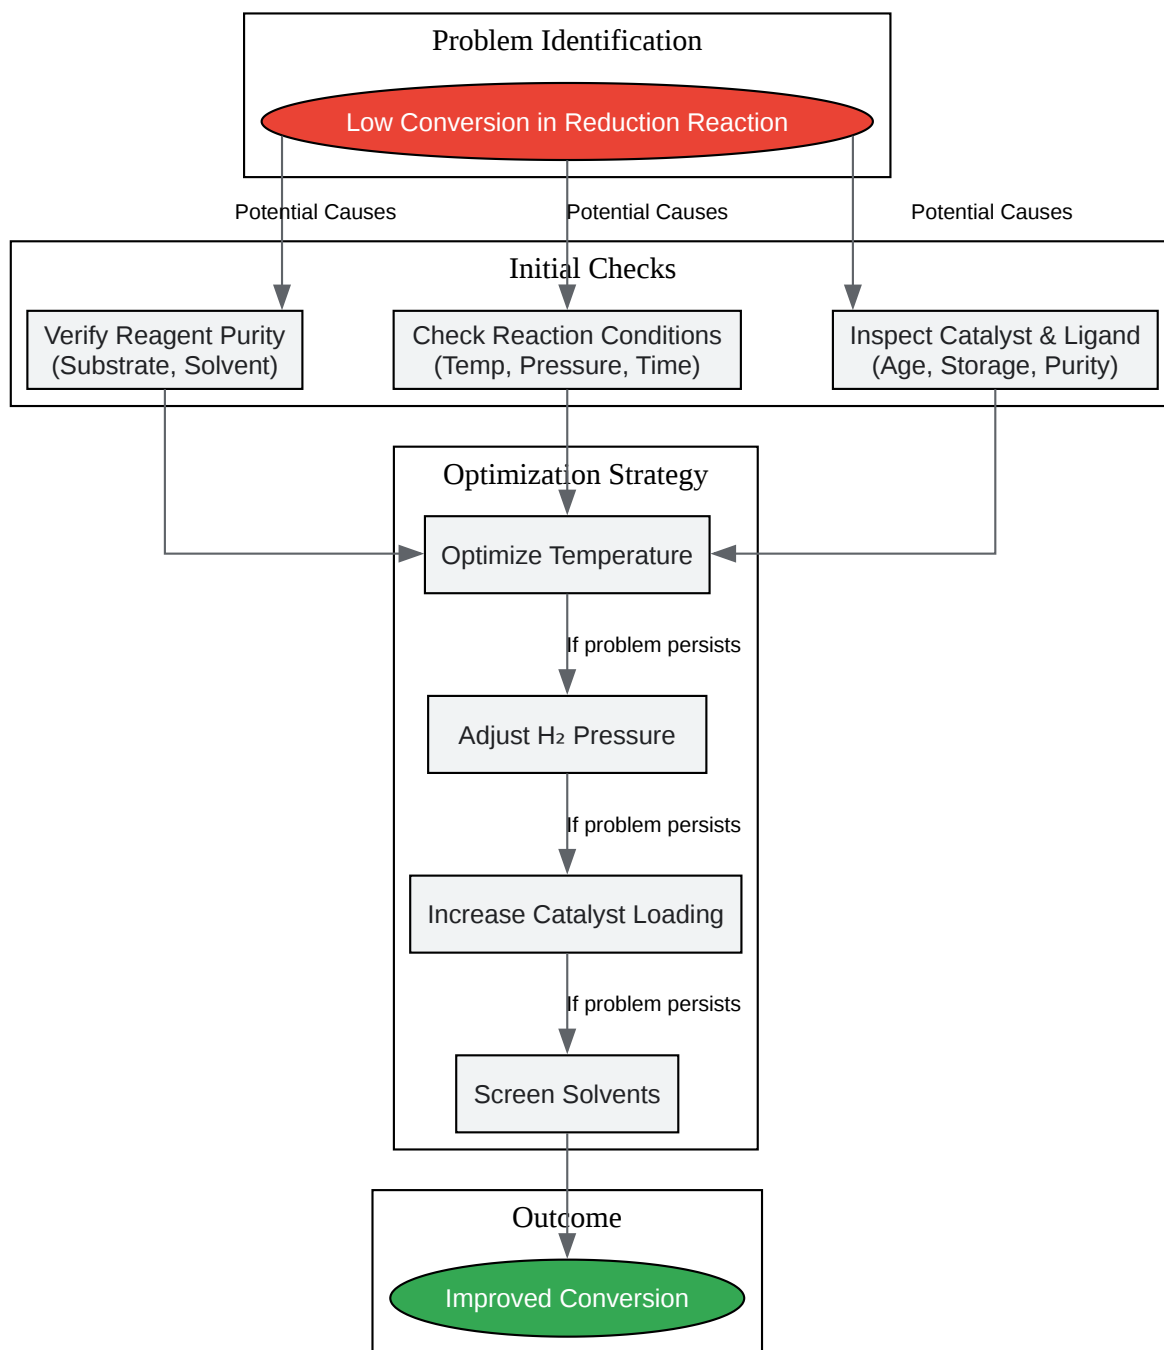 Problem Identification
Low Conversion in Reduction Reaction
Potential Causes
Potential Causes
Potential Causes
Initial Checks
Verify Reagent Purity
(Substrate, Solvent)
Check Reaction Conditions
(Temp, Pressure, Time)
Inspect Catalyst & Ligand
(Age, Storage, Purity)
Optimization Strategy
Optimize Temperature
If problem persists
Adjust H₂ Pressure
If problem persists
Increase Catalyst Loading
If problem persists
Screen Solvents
Outcome
Improved Conversion